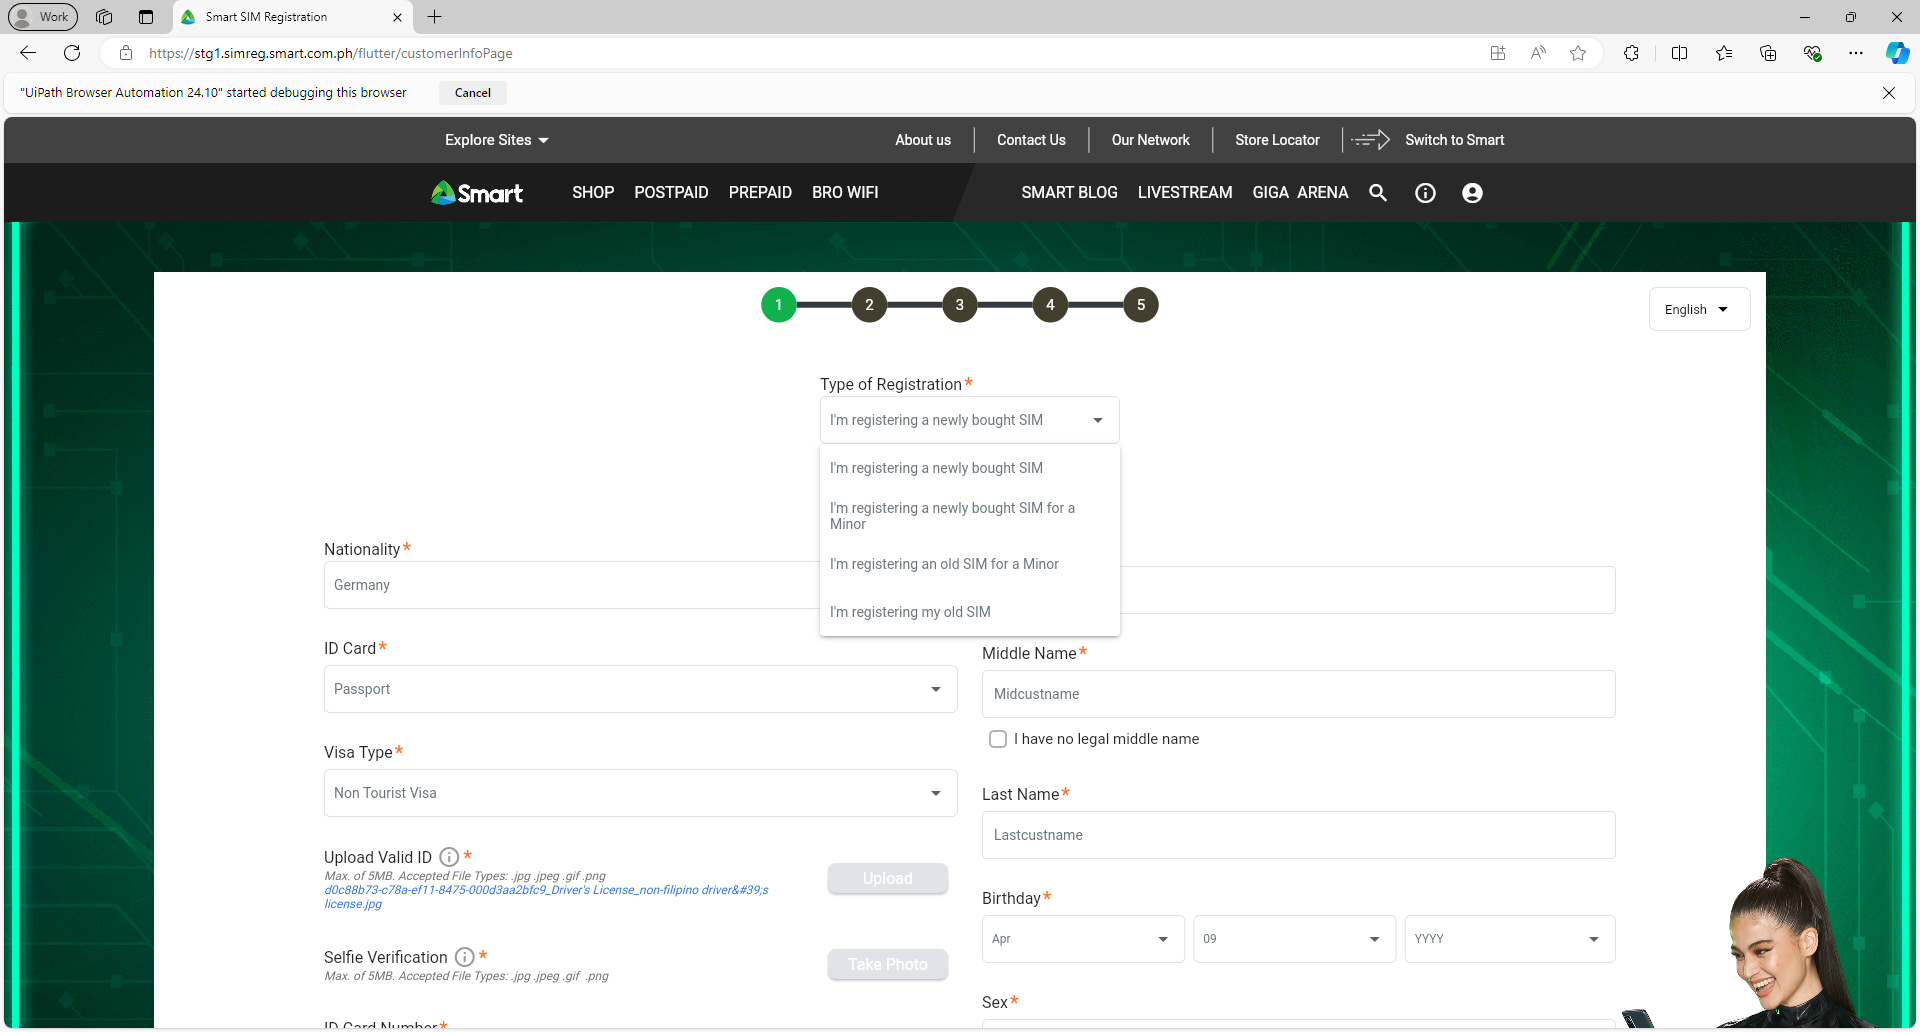 Work
Smart SIM Registration
https://stg1.simreg.smart.com.ph/flutter/customerInfoPage
"UiPath Browser Automation 24.10" started debugging this browser
Cancel
Explore Sites
About us
Contact Us
Our Network
Store Locator
Switch to Smart
Smart
SHOP
POSTPAID
PREPAID
BRO WIFI
SMART BLOG
LIVESTREAM
GIGA ARENA
1
2
3
4
5
English
Type of Registration*
I'm registering a newly bought SIM
I'm registering a newly bought SIM
I'm registering a newly bought SIM for a
Minor
I'm registering an old SIM for a Minor
I'm registering my old SIM
Nationality*
Germany
ID Card*
Passport
Visa Type*
Non Tourist Visa
Upload Valid ID *
Max. of 5MB. Accepted File Types: .jpg .jpeg .gif .png
d0c88b73-c78a-ef11-8475-000d3aa2bfc9_Driver's License_non-filipino driver&#39;s
license.jpg
Upload
Selfie Verification *
Max. of 5MB. Accepted File Types: .jpg .jpeg .gif .png
Take Photo
ID Card Number*
Middle Name*
Midcustname
I have no legal middle name
Last Name*
Lastcustname
Birthday*
Apr
09
YYYY
Sex*